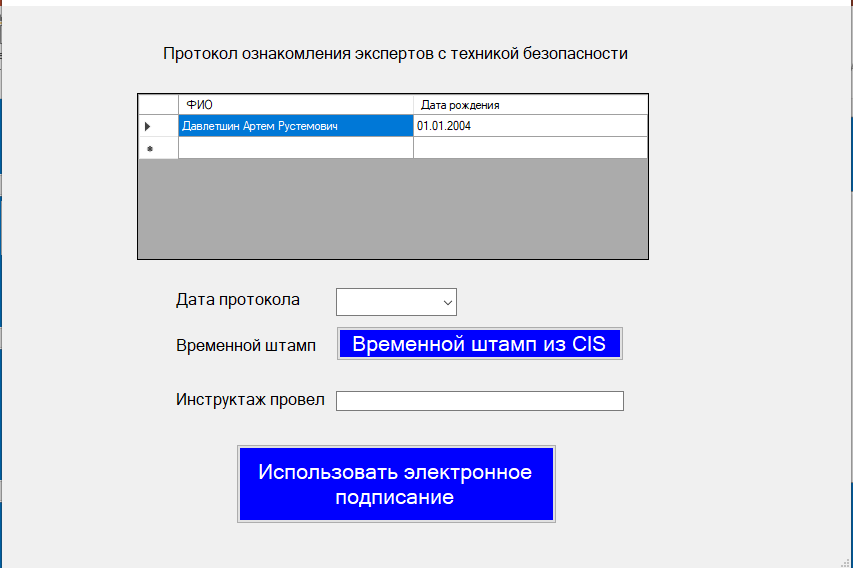 Протокол ознакомления экспертов с техникой безопасности
ФИО Дата рождения
Давлетшин Артем Рустемович 01.01.2004
Дата протокола
Временной штамп Временной штамп из CIS
Инструктаж провел
Использовать электронное
подписание